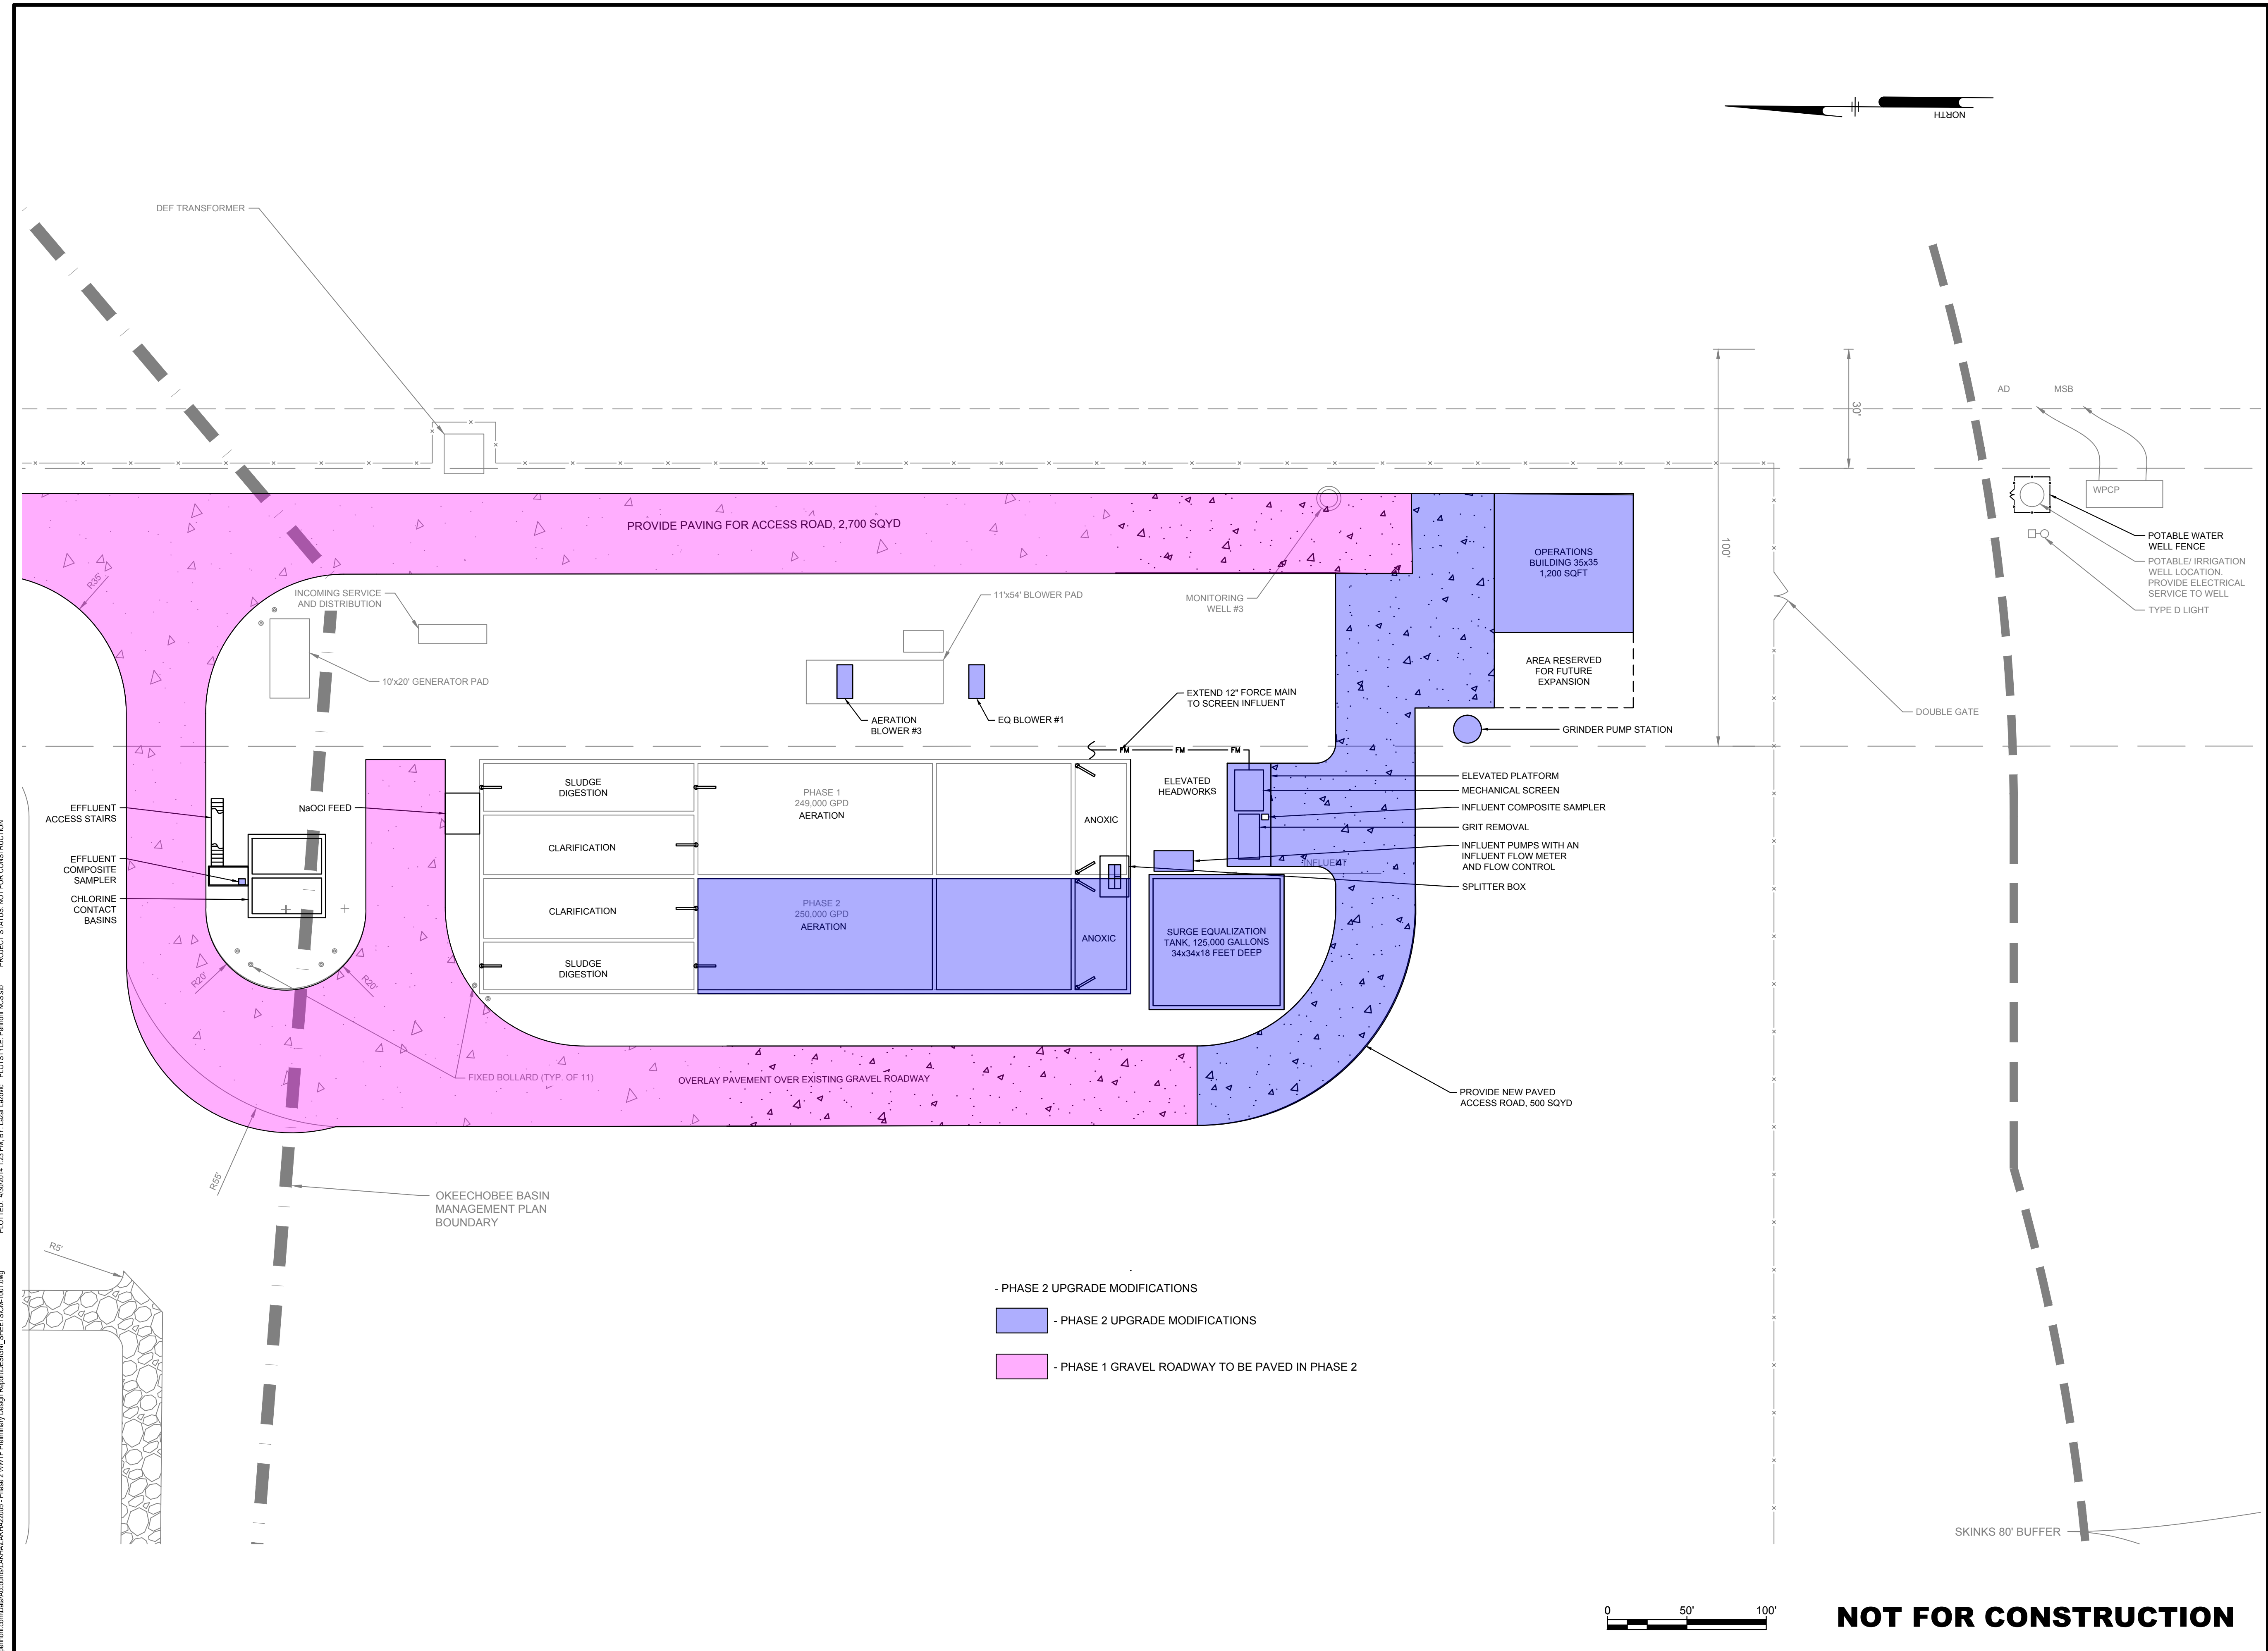 NORTH
DEF TRANSFORMER
AD
MSB
30'
WPCP
PROVIDE PAVING FOR ACCESS ROAD, 2,700 SQYD
100'
OPERATIONS
BUILDING 35x35
1,200 SQFT
POTABLE WATER
WELL FENCE
POTABLE/ IRRIGATION
WELL LOCATION.
PROVIDE ELECTRICAL
SERVICE TO WELL
TYPE D LIGHT
R35'
INCOMING SERVICE
AND DISTRIBUTION
11'x54' BLOWER PAD
MONITORING
WELL #3
AREA RESERVED
FOR FUTURE
EXPANSION
10'x20' GENERATOR PAD
EXTEND 12" FORCE MAIN
TO SCREEN INFLUENT
AERATION
BLOWER #3
EQ BLOWER #1
DOUBLE GATE
GRINDER PUMP STATION
FM
FM
FM
SLUDGE
DIGESTION
PHASE 1
249,000 GPD
AERATION
ELEVATED
HEADWORKS
ELEVATED PLATFORM
MECHANICAL SCREEN
INFLUENT COMPOSITE SAMPLER
GRIT REMOVAL
INFLUENT PUMPS WITH AN
INFLUENT FLOW METER
AND FLOW CONTROL
SPLITTER BOX
EFFLUENT
ACCESS STAIRS
NaOCl FEED
ANOXIC
CLARIFICATION
INFLUENT
EFFLUENT
COMPOSITE
SAMPLER
CHLORINE
CONTACT
BASINS
CLARIFICATION
PHASE 2
250,000 GPD
AERATION
ANOXIC
SURGE EQUALIZATION
TANK, 125,000 GALLONS
34x34x18 FEET DEEP
SLUDGE
DIGESTION
R20'
R20'
FIXED BOLLARD (TYP. OF 11)
OVERLAY PAVEMENT OVER EXISTING GRAVEL ROADWAY
PROVIDE NEW PAVED
ACCESS ROAD, 500 SQYD
R55'
OKEECHOBEE BASIN
MANAGEMENT PLAN
BOUNDARY
R5'
- PHASE 2 UPGRADE MODIFICATIONS
- PHASE 2 UPGRADE MODIFICATIONS
- PHASE 1 GRAVEL ROADWAY TO BE PAVED IN PHASE 2
SKINKS 80' BUFFER
0 50' 100'
NOT FOR CONSTRUCTION
PROJECT STATUS: NOT FOR CONSTRUCTION